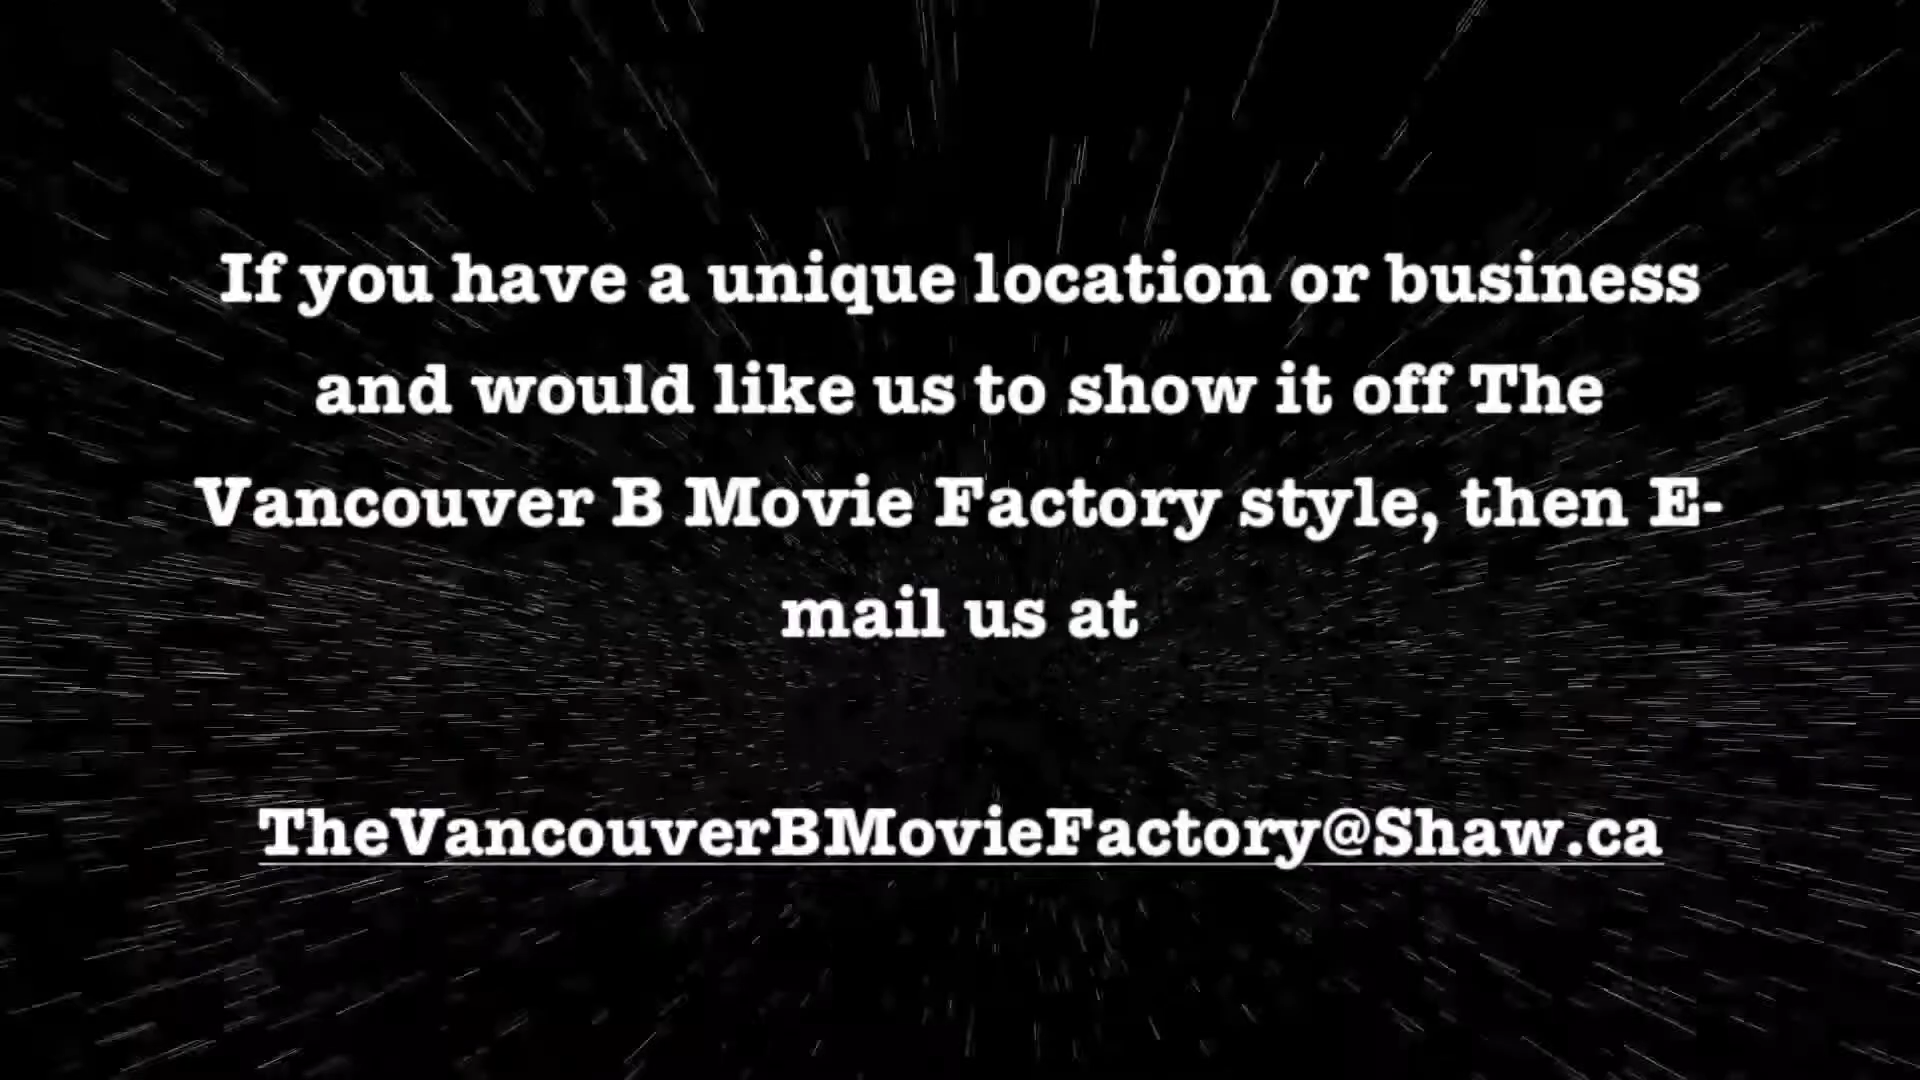 If you have a unique location or business
and would like us to show it off The
Vancouver B Movie Factory style, then E-
mail us at
TheVancouverBMovieFactory@Shaw.ca